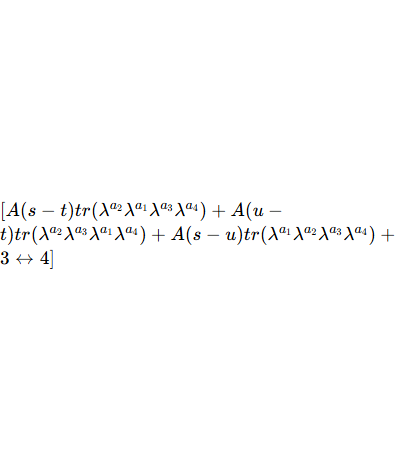 [A(s − t)tr(λ^{a_2}λ^{a_1}λ^{a_3}λ^{a_4}) + A(u −
t)tr(λ^{a_2}λ^{a_3}λ^{a_1}λ^{a_4}) + A(s − u)tr(λ^{a_1}λ^{a_2}λ^{a_3}λ^{a_4}) +
3 ↔ 4]